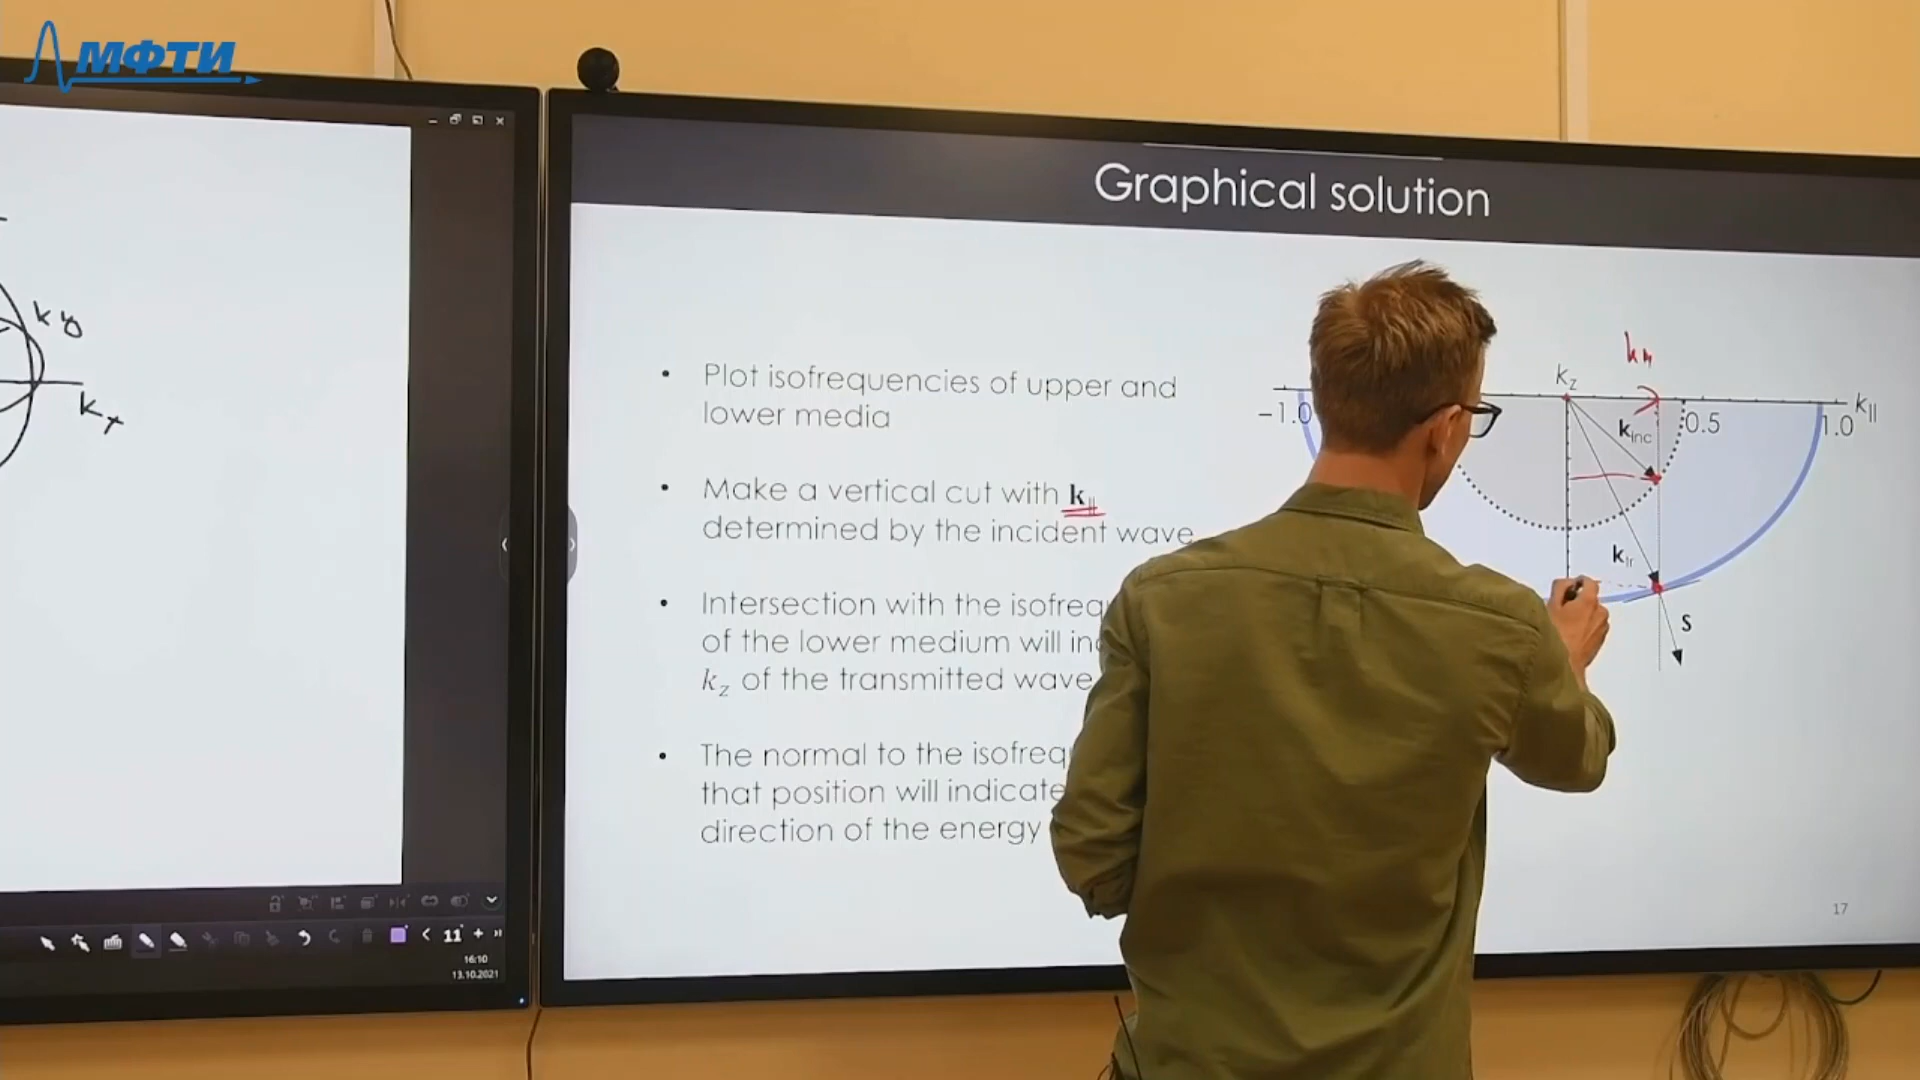 МФТИ
Graphical solution
ky
kx
• Plot isofrequencies of upper and
lower media
• Make a vertical cut with k||
determined by the incident wave
• Intersection with the
of the lower medium will
kz of the transmitted wave
• The normal to the
that position will indicate
direction of the energy
k||
kz
k||
−1.0
0.5
1.0
kinc
ktr
S
17
11
16:10
13.10.2021